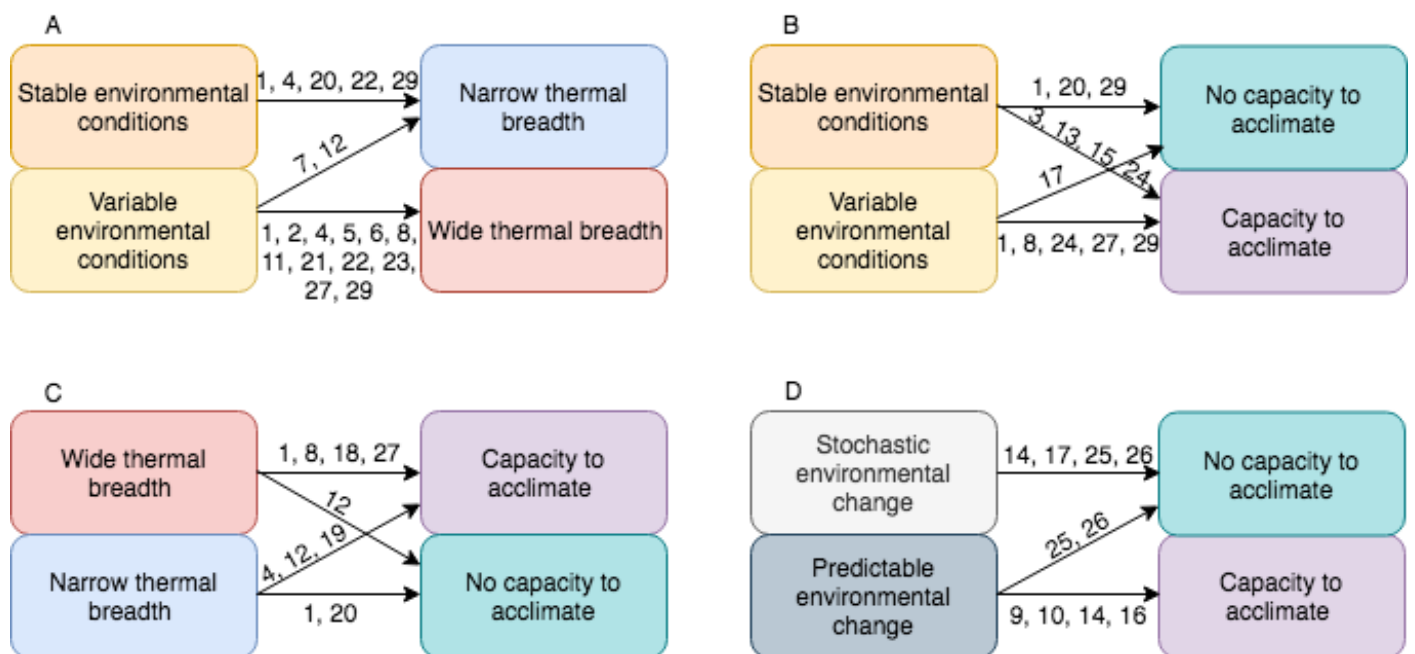 A
Stable environmental
conditions
1, 4, 20, 22, 29
Narrow thermal
breadth
7, 12
Variable
environmental
conditions
1, 2, 4, 5, 6, 8,
11, 21, 22, 23,
27, 29
Wide thermal breadth
B
Stable environmental
conditions
1, 20, 29
No capacity to
acclimate
3, 13, 15, 24
17
Variable
environmental
conditions
1, 8, 24, 27, 29
Capacity to
acclimate
C
Wide thermal
breadth
1, 8, 18, 27
Capacity to
acclimate
12
4, 12, 19
Narrow thermal
breadth
1, 20
No capacity to
acclimate
D
Stochastic
environmental
change
14, 17, 25, 26
No capacity to
acclimate
25, 26
Predictable
environmental
change
9, 10, 14, 16
Capacity to
acclimate